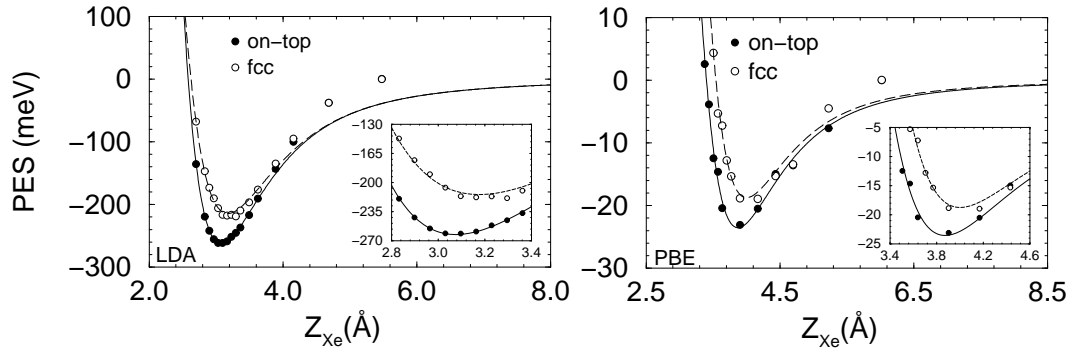 PES (meV)
100
0
−100
−200
−300
on−top
fcc
LDA
−130
−165
−200
−235
−270
2.8 3.0 3.2 3.4
2.0 4.0 6.0 8.0
Z_Xe(Å)
10
0
−10
−20
−30
on−top
fcc
PBE
−5
−10
−15
−20
−25
3.4 3.8 4.2 4.6
2.5 4.5 6.5 8.5
Z_Xe(Å)